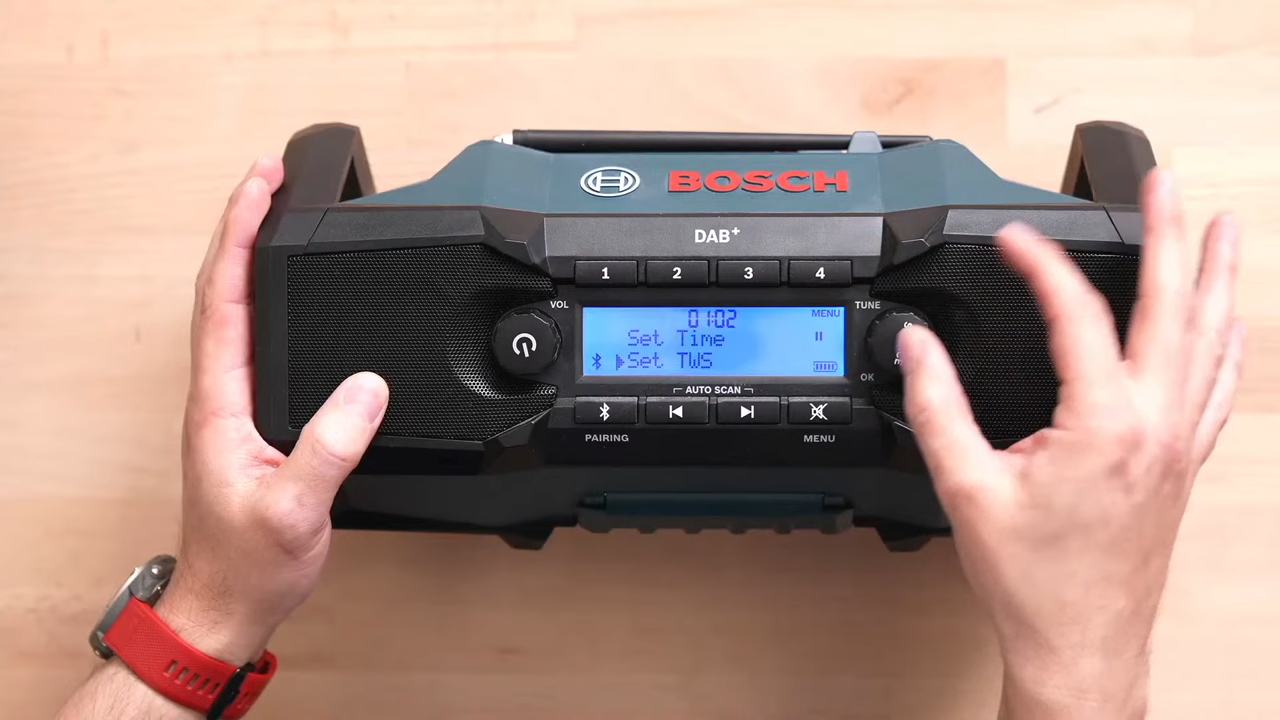 BOSCH
DAB+
1 2 3 4
VOL
TUNE
01:02
MENU
Set Time
Set TWS
OK
AUTO SCAN
PAIRING
MENU